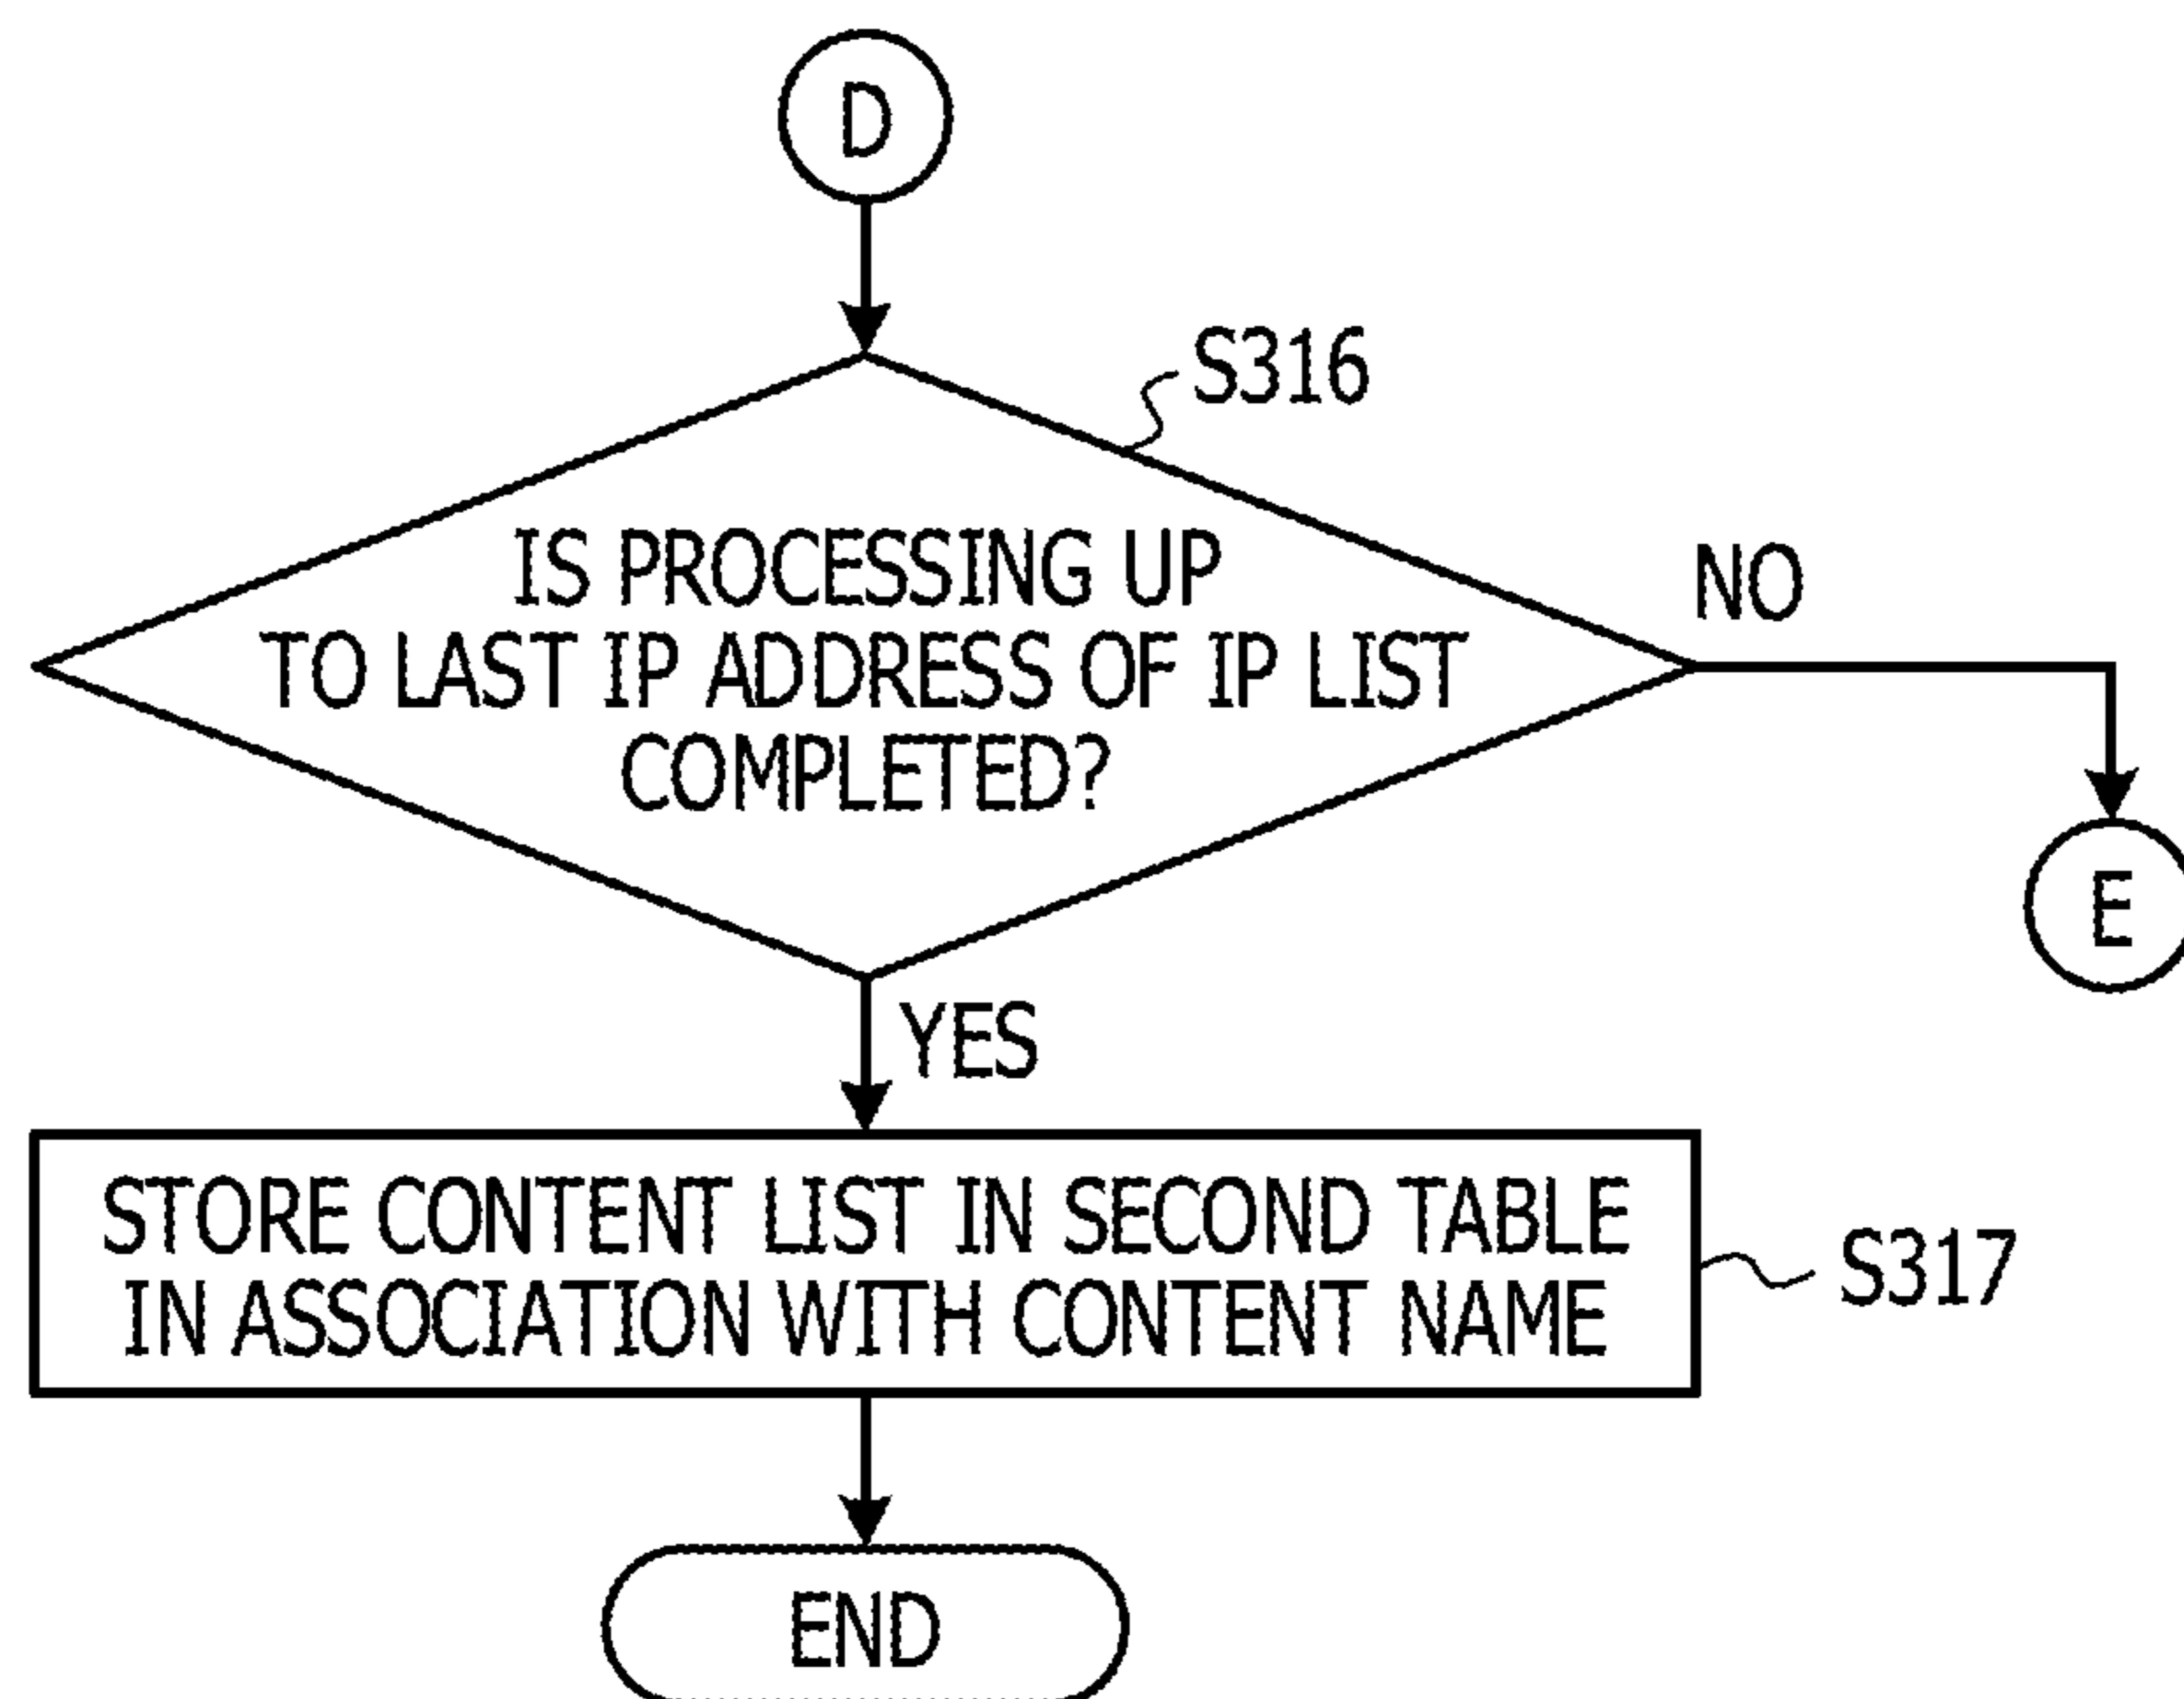 D
S316
IS PROCESSING UP
TO LAST IP ADDRESS OF IP LIST
COMPLETED?
NO
E
YES
STORE CONTENT LIST IN SECOND TABLE
IN ASSOCIATION WITH CONTENT NAME
S317
END